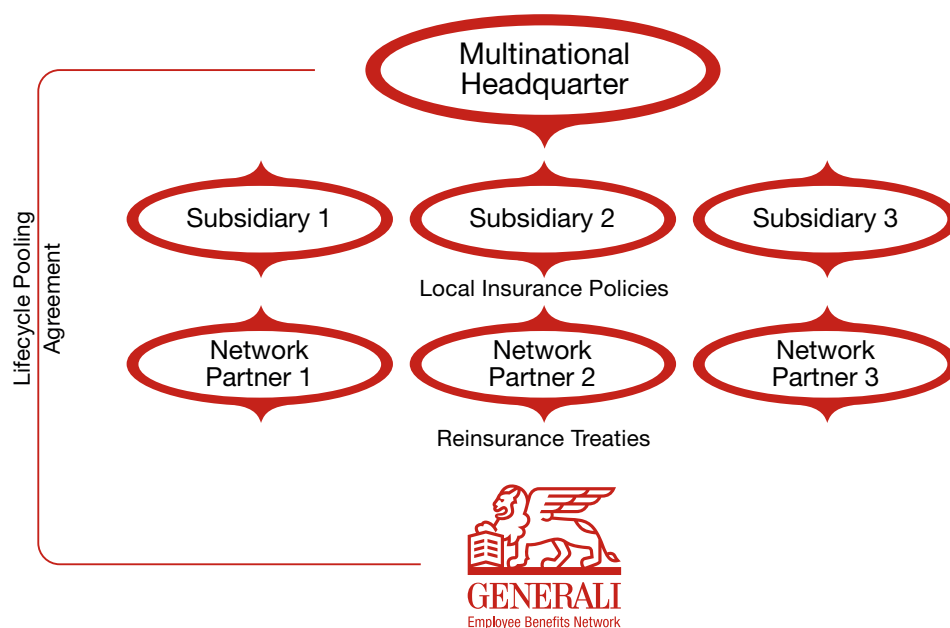 Multinational
Headquarter
Subsidiary 1
Subsidiary 2
Subsidiary 3
Local Insurance Policies
Lifecycle Pooling
Agreement
Network
Partner 1
Network
Partner 2
Network
Partner 3
Reinsurance Treaties
GENERALI
Employee Benefits Network